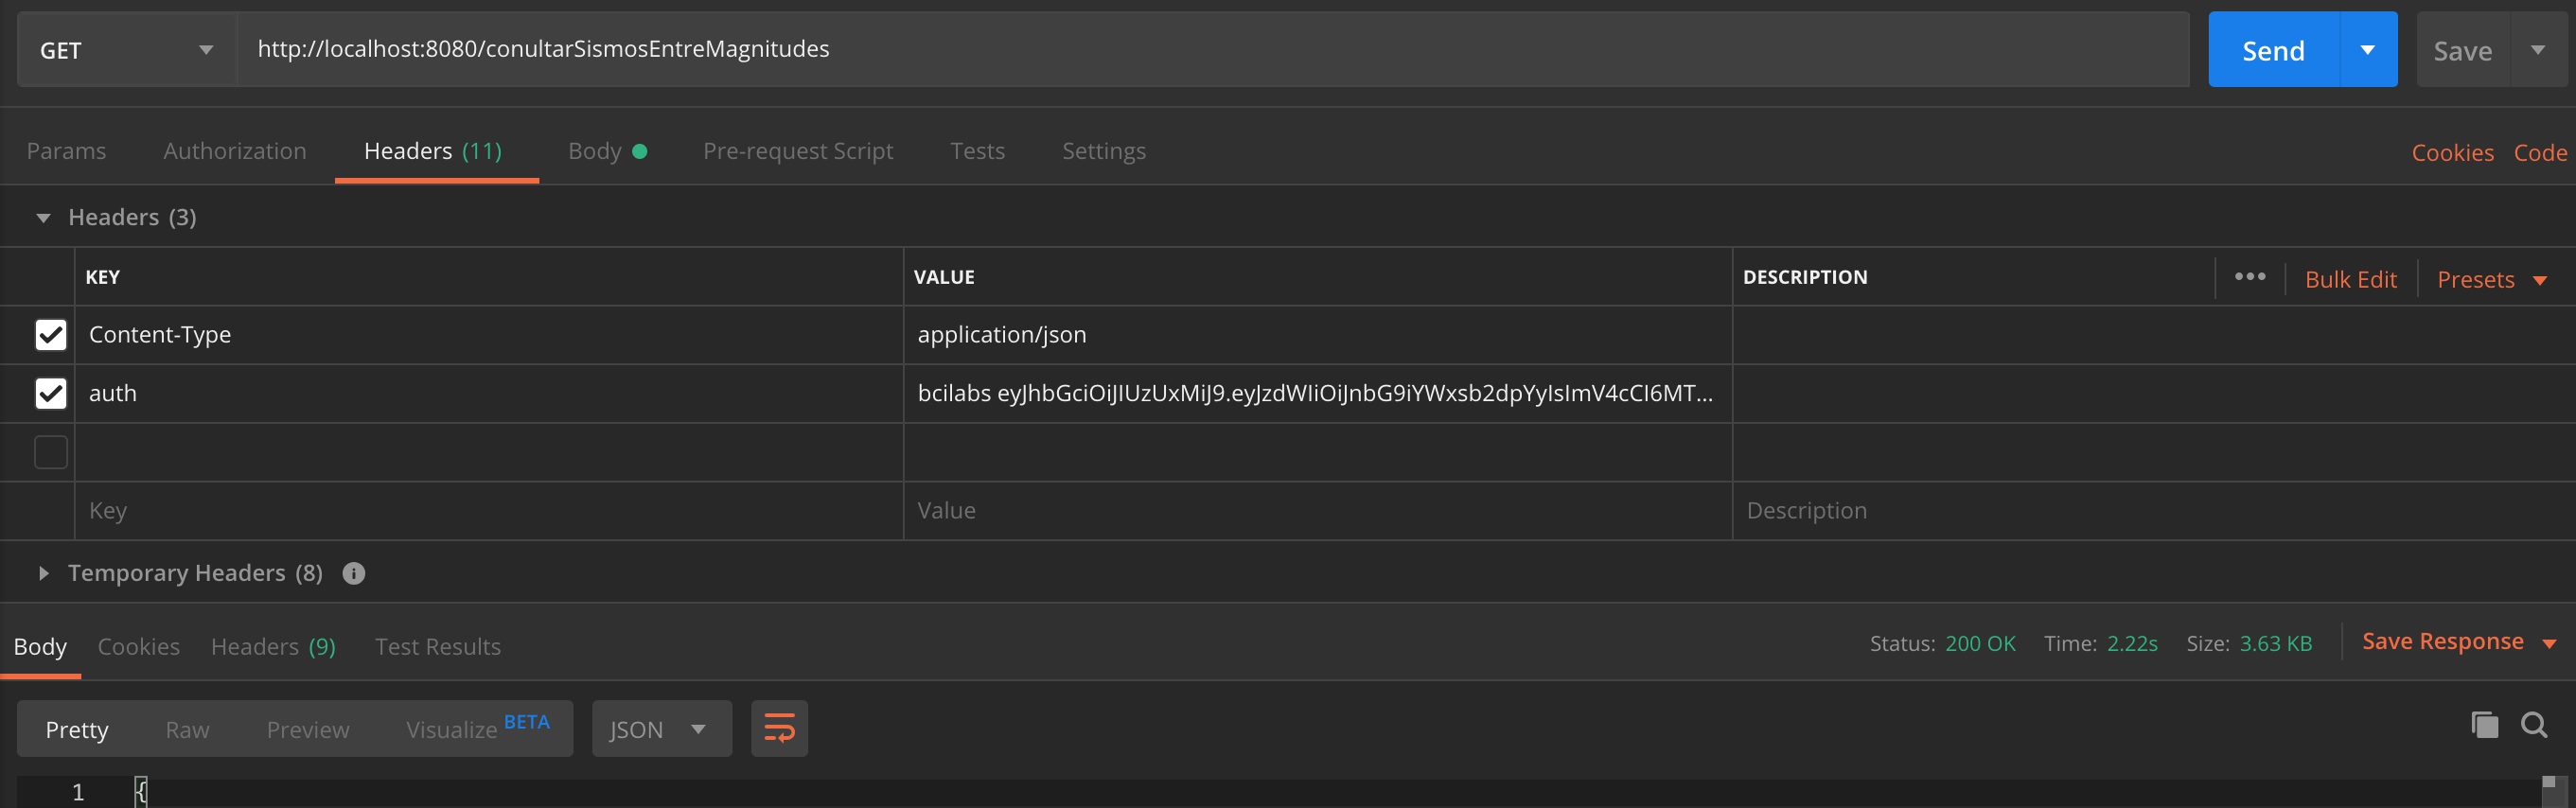 GET http://localhost:8080/conultarSismosEntreMagnitudes Send Save
Params Authorization Headers (11) Body Pre-request Script Tests Settings Cookies Code
Headers (3)
KEY VALUE DESCRIPTION ••• Bulk Edit Presets
Content-Type application/json
auth bcilabs eyJhbGciOiJIUzUxMiJ9.eyJzdWIiOiJnbG9iYWxsb2dpYyIsImV4cCI6MT...
Key Value Description
Temporary Headers (8) i
Body Cookies Headers (9) Test Results Status: 200 OK Time: 2.22s Size: 3.63 KB Save Response
Pretty Raw Preview Visualize BETA JSON
1 {